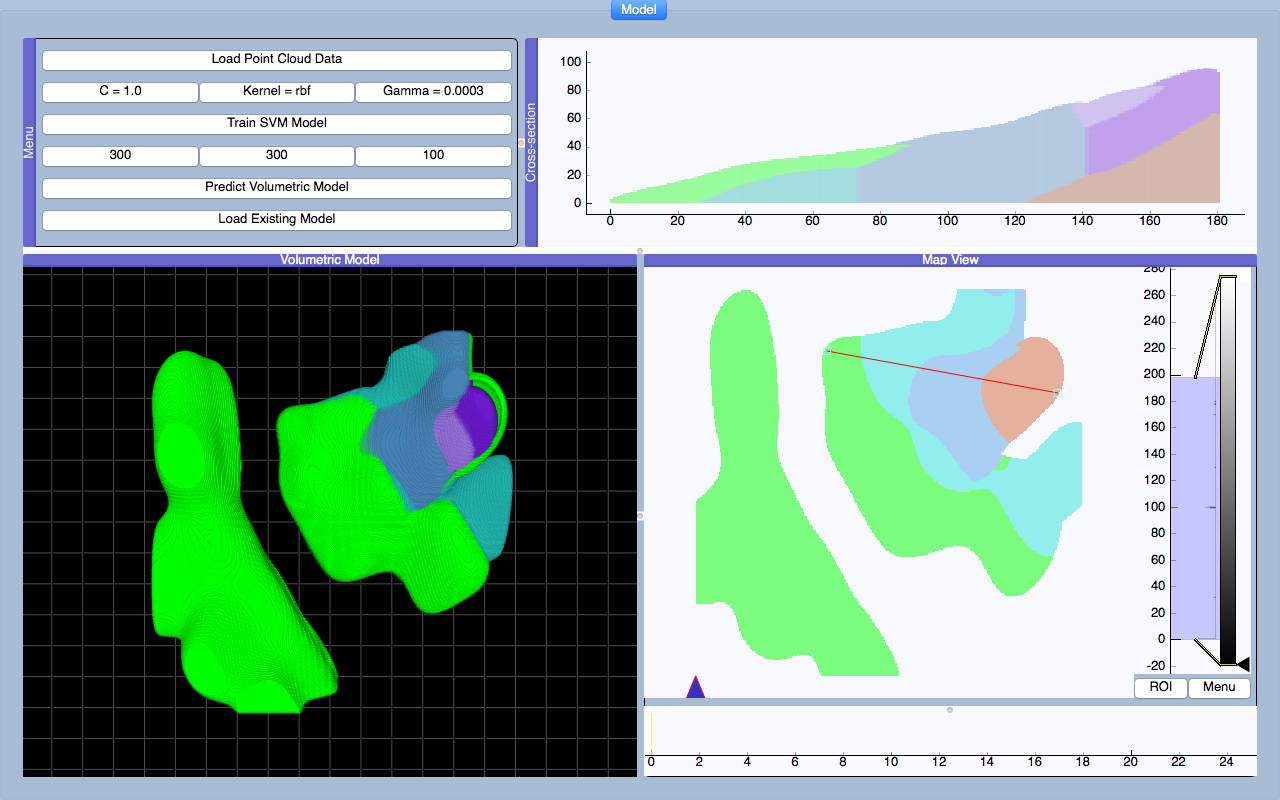 Model
Menu
Load Point Cloud Data
C = 1.0 Kernel = rbf Gamma = 0.0003
Train SVM Model
300 300 100
Predict Volumetric Model
Load Existing Model
Cross-section
100
80
60
40
20
0
0 20 40 60 80 100 120 140 160 180
Volumetric Model
Map View
280
260
240
220
200
180
160
140
120
100
80
60
40
20
0
-20
ROI Menu
0 2 4 6 8 10 12 14 16 18 20 22 24